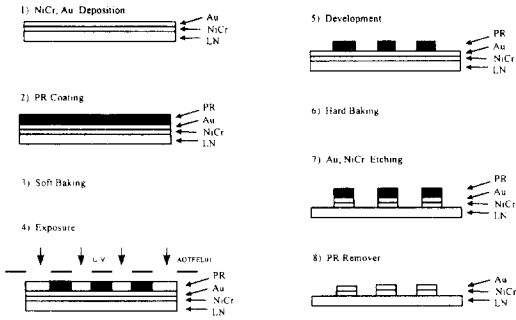 1) NiCr, Au Deposition
Au
NiCr
LN
2) PR Coating
PR
Au
NiCr
LN
3) Soft Baking
4) Exposure
U V
PR
Au
NiCr
LN
5) Development
PR
Au
NiCr
LN
6) Hard Baking
7) Au, NiCr Etching
PR
Au
NiCr
LN
8) PR Remover
Au
NiCr
LN